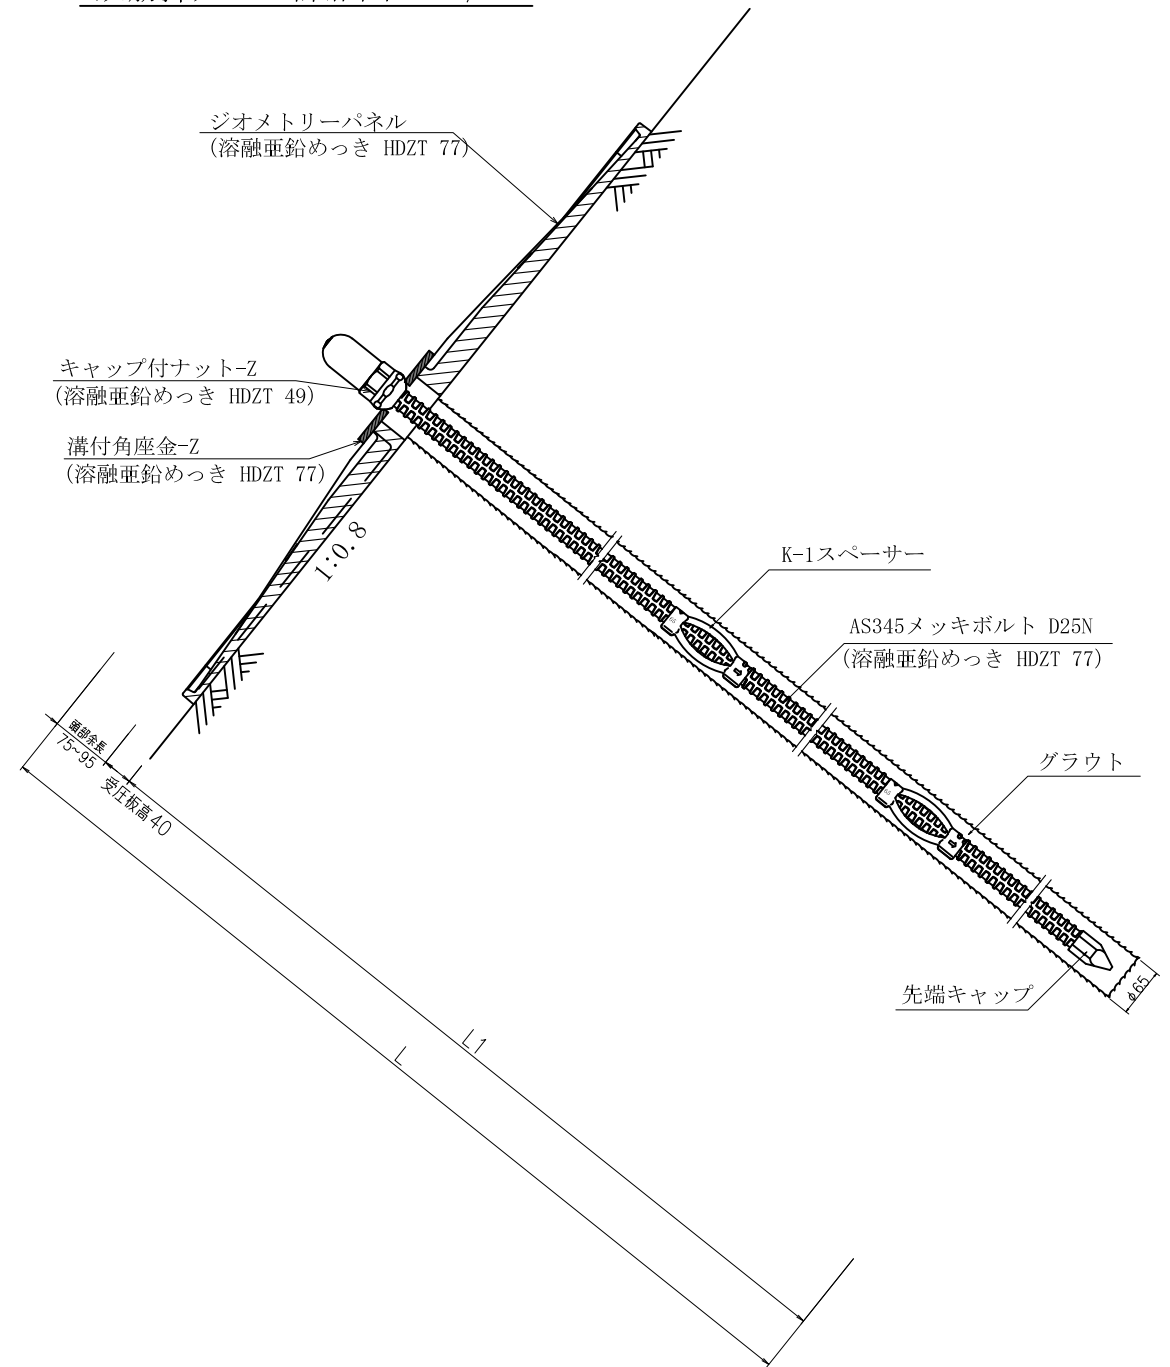 ジオメトリーパネル
(溶融亜鉛めっき HDZT 77)
キャップ付ナット-Z
(溶融亜鉛めっき HDZT 49)
溝付角座金-Z
(溶融亜鉛めっき HDZT 77)
1:0.8
K-1スペーサー
AS345メッキボルト D25N
(溶融亜鉛めっき HDZT 77)
グラウト
先端キャップ
φ65
頭部余長
75~95
受圧板高40
L1
L